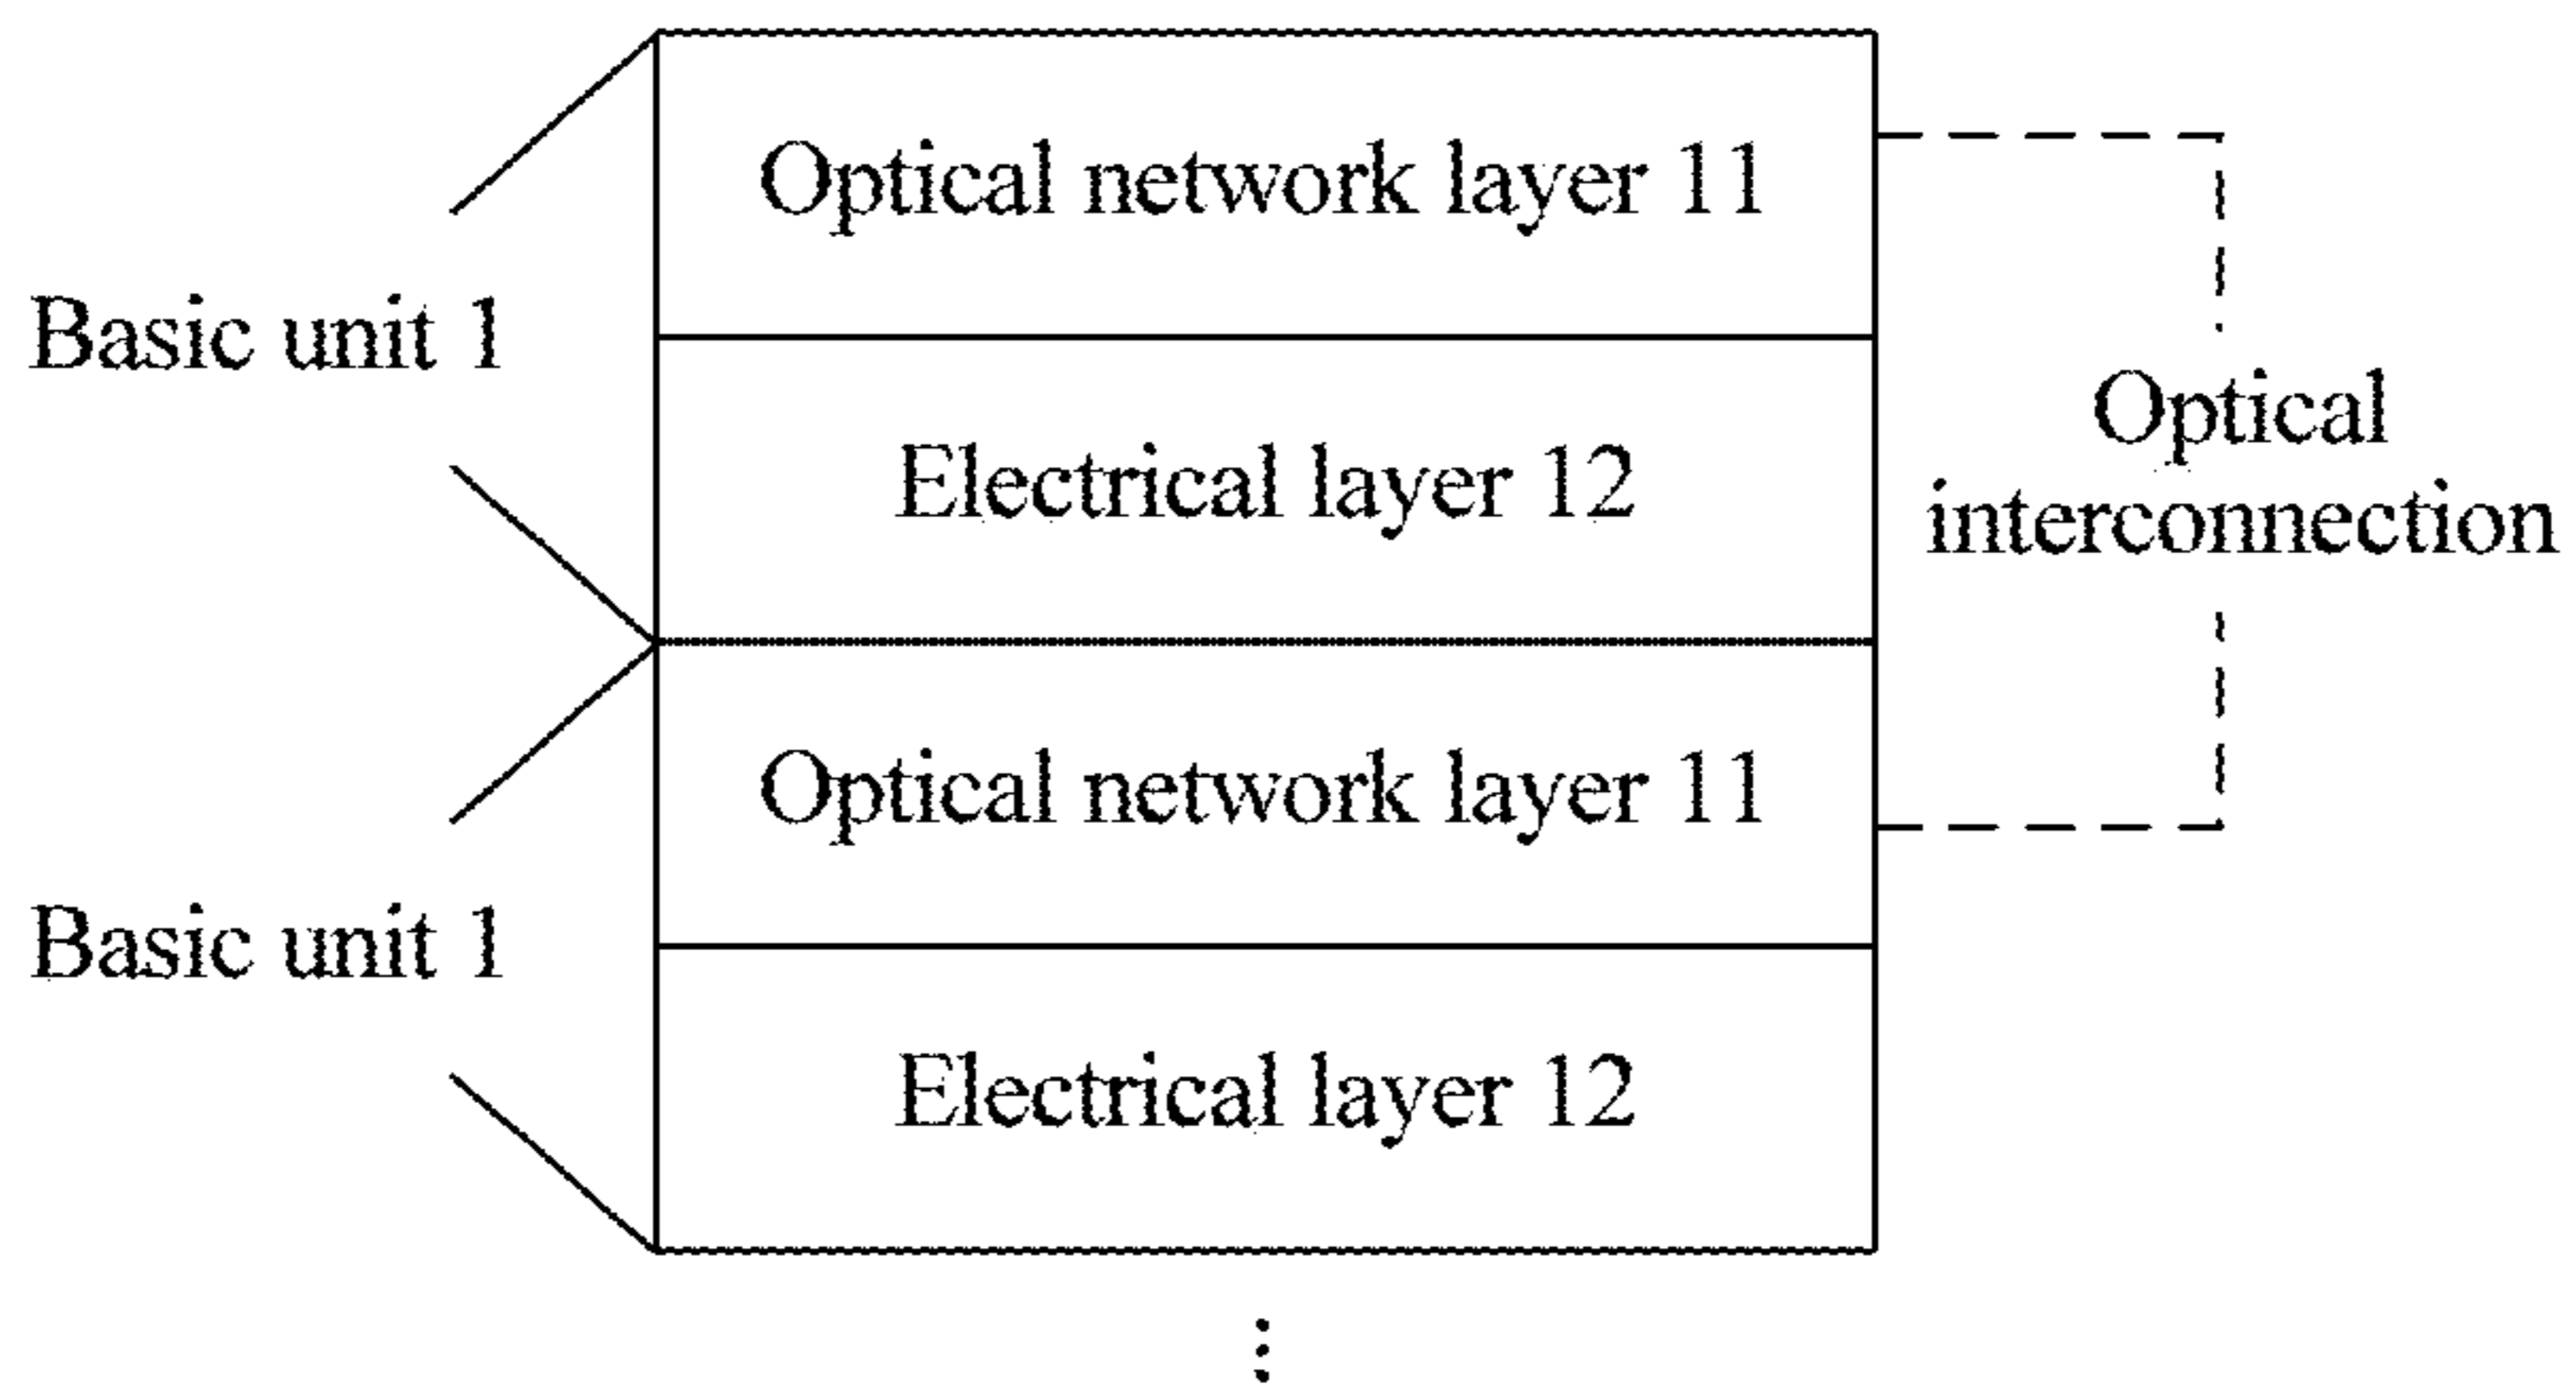 Optical network layer 11
Basic unit 1
Electrical layer 12
Optical
interconnection
Optical network layer 11
Basic unit 1
Electrical layer 12